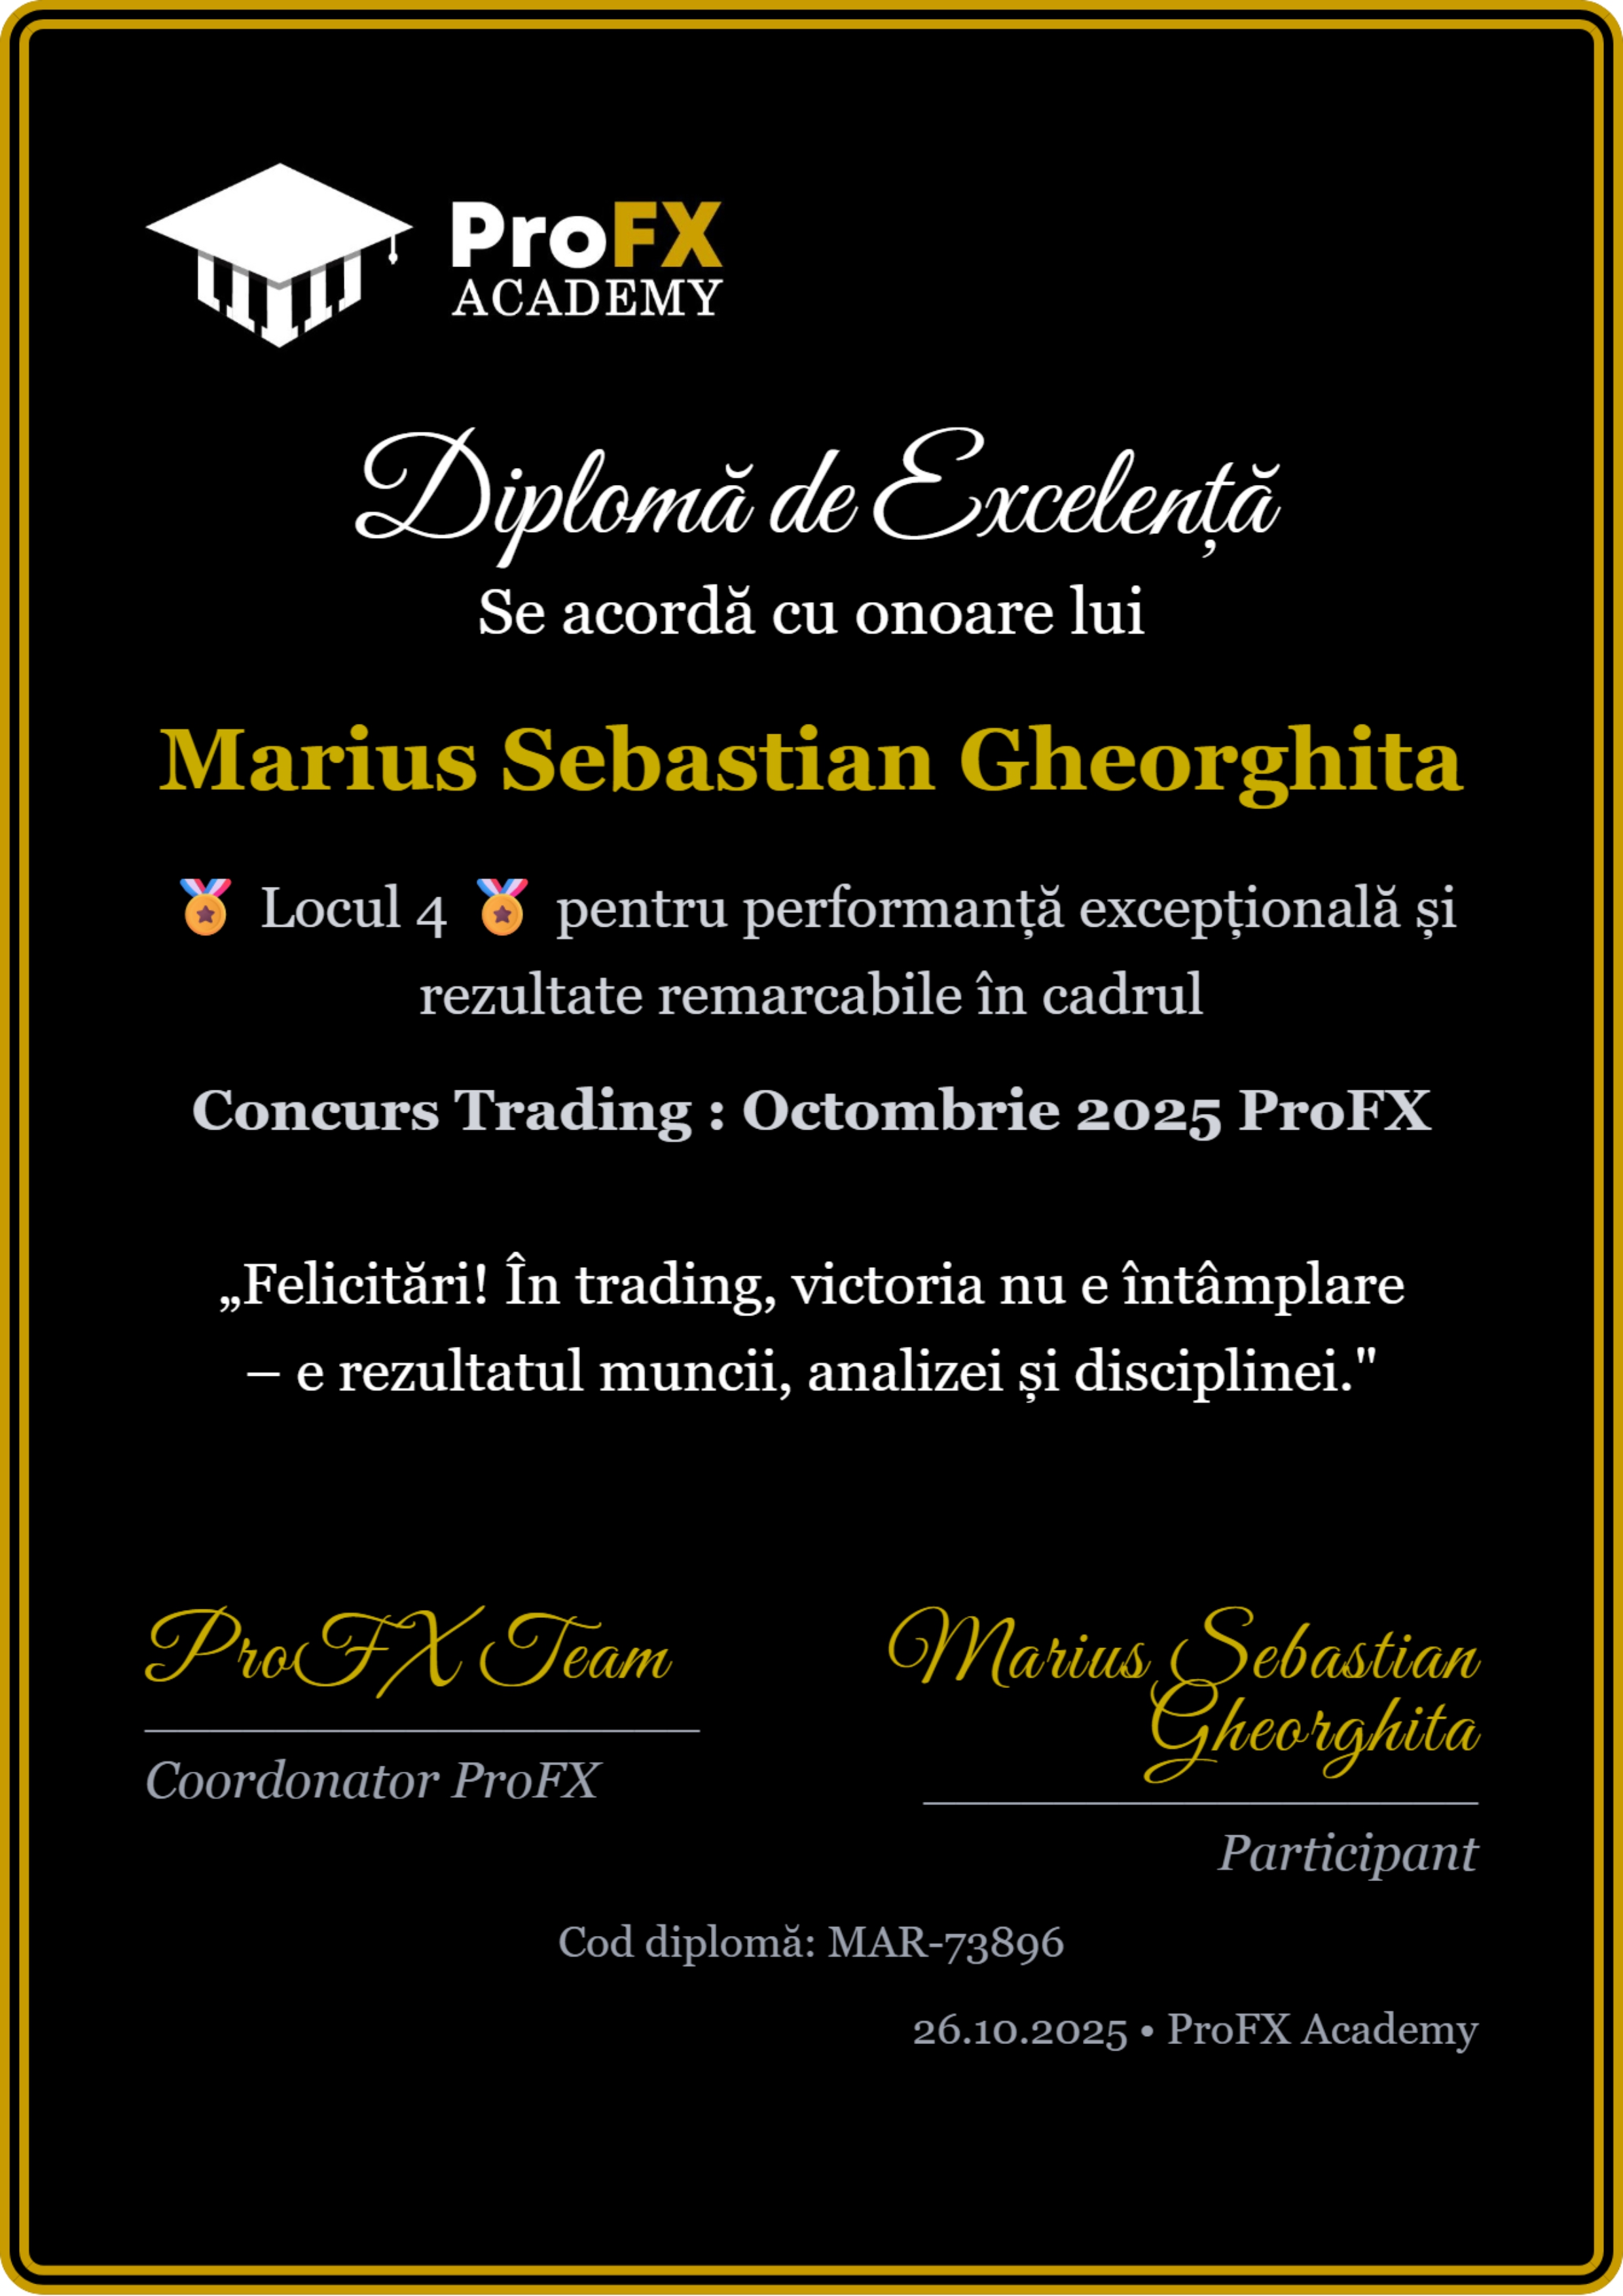 ProFX
ACADEMY
Diplomă de Excelență
Se acordă cu onoare lui
Marius Sebastian Gheorghita
🏅 Locul 4 🏅 pentru performanță excepțională și
rezultate remarcabile în cadrul
Concurs Trading : Octombrie 2025 ProFX
„Felicitări! În trading, victoria nu e întâmplare
– e rezultatul muncii, analizei și disciplinei."
ProFX Team
Coordonator ProFX
Marius Sebastian
Gheorghita
Participant
Cod diplomă: MAR-73896
26.10.2025 • ProFX Academy